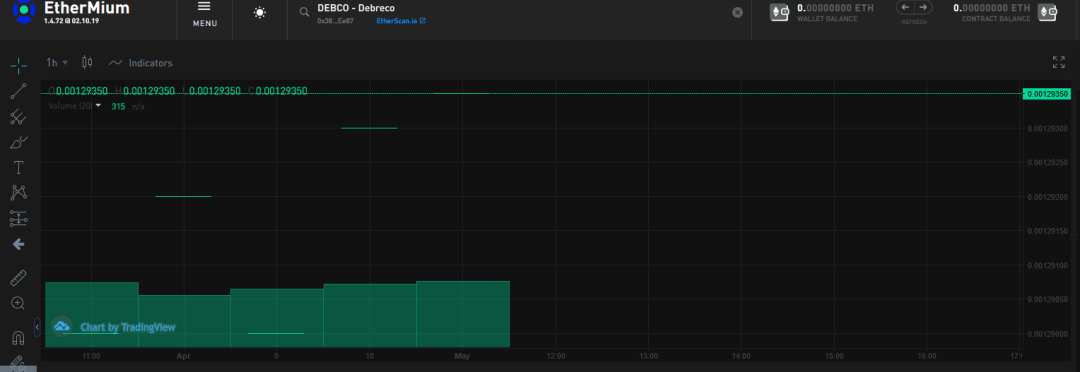 EtherMium
1.4.72 @ 02.10.19
MENU
DEBCO - Debreco
0x38...Ee87 EtherScan.io
0.00000000 ETH
WALLET BALANCE
REFRESH
0.00000000 ETH
CONTRACT BALANCE
1h Indicators
O 0.00129350 H 0.00129350 L 0.00129350 C 0.00129350
Volume (20) 315 n/a
0.00129350
0.00129300
0.00129250
0.00129200
0.00129150
0.00129100
0.00129050
0.00129000
Chart by TradingView
11:00 Apr 9 10 May 12:00 13:00 14:00 15:00 16:00 17: